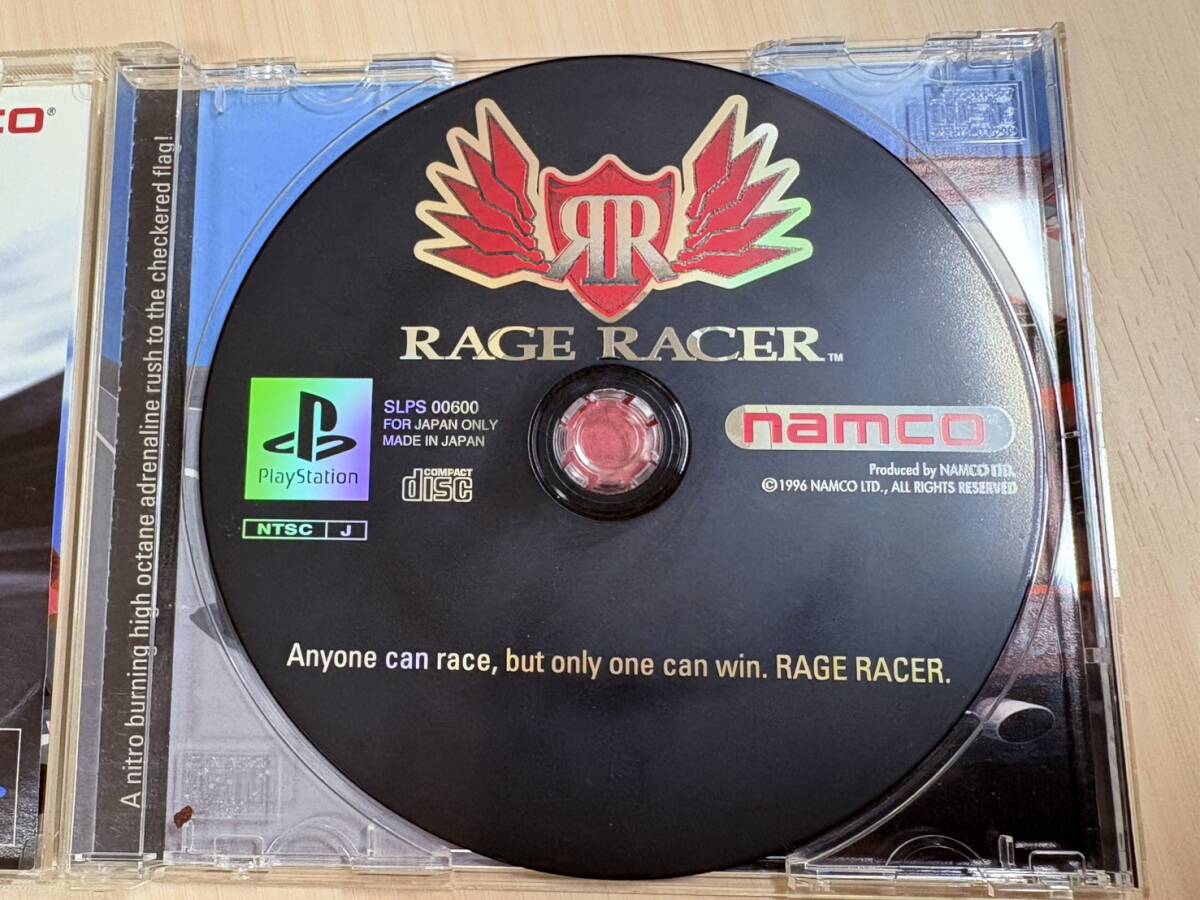 A nitro burning high octane adrenaline rush to the checkered flag!
RR
RAGE RACER™
PlayStation
NTSC J
SLPS 00600
FOR JAPAN ONLY
MADE IN JAPAN
COMPACT
disc
namco
Produced by NAMCO LTD.
©1996 NAMCO LTD., ALL RIGHTS RESERVED
Anyone can race, but only one can win. RAGE RACER.